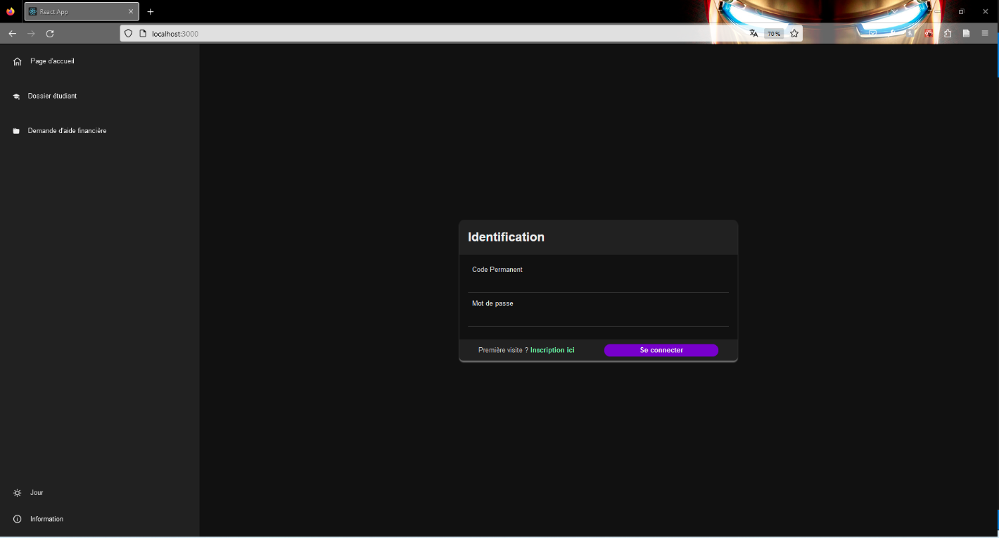 React App
localhost:3000
70 %
Page d'accueil
Dossier étudiant
Demande d'aide financière
Identification
Code Permanent
Mot de passe
Première visite ? Inscription ici
Se connecter
Jour
Information